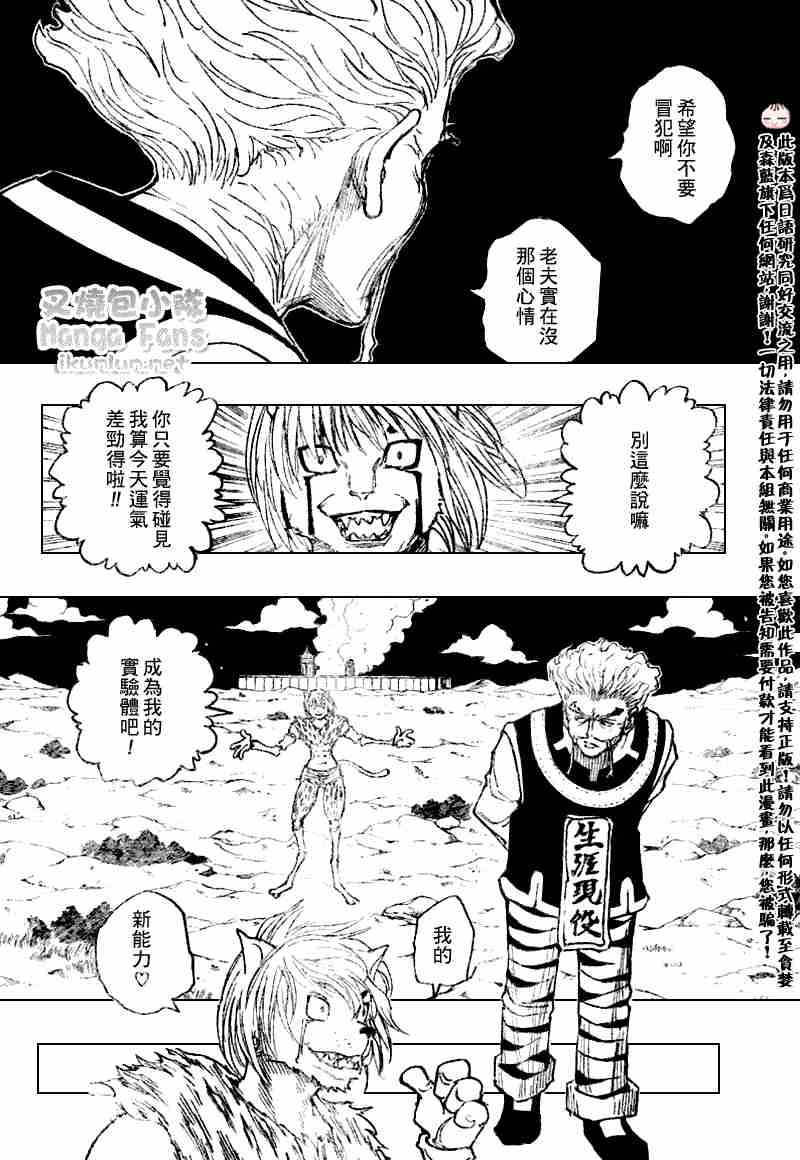 希望你不要
冒犯啊
老夫實在沒
那個心情
叉燒包小隊
Manga Fans
ikunlun.net
別這麼說嘛
你只要覺得碰見
我算今天運氣
差勁得啦!!
成為我的
實驗體吧！
生涯現役
我的
新能力♡
此版本爲日語研究同好交流之用，請勿用于任何商業用途。如您喜歡此作品，請支持正版！請勿以任何形式轉載至貪婪
及森藍旗下任何網站，謝謝！一切法律責任與本組無關。如果您被告知需要付款才能看到此漫畫，那麼，您被騙了！